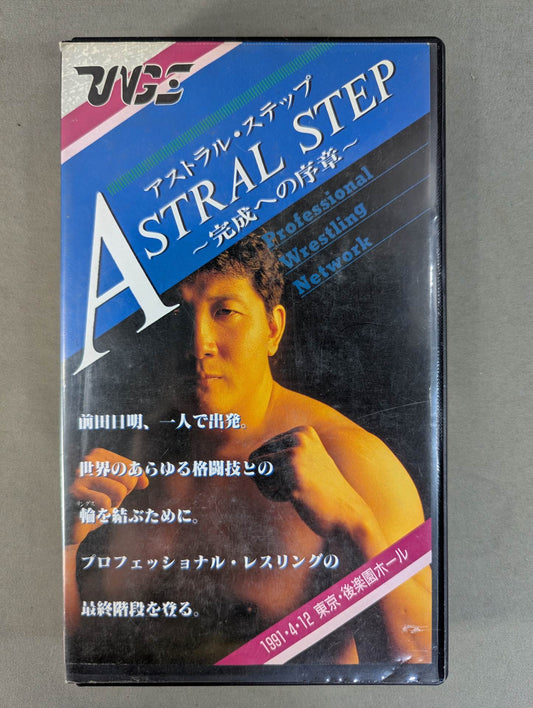 RINGS
アストラル・ステップ
ASTRAL STEP
～完成への序章～
Professional
Wrestling
Network
前田日明、一人で出発。
世界のあらゆる格闘技との
リングス
輪を結ぶために。
プロフェッショナル・レスリングの
最終階段を登る。
1991・4・12 東京・後楽園ホール